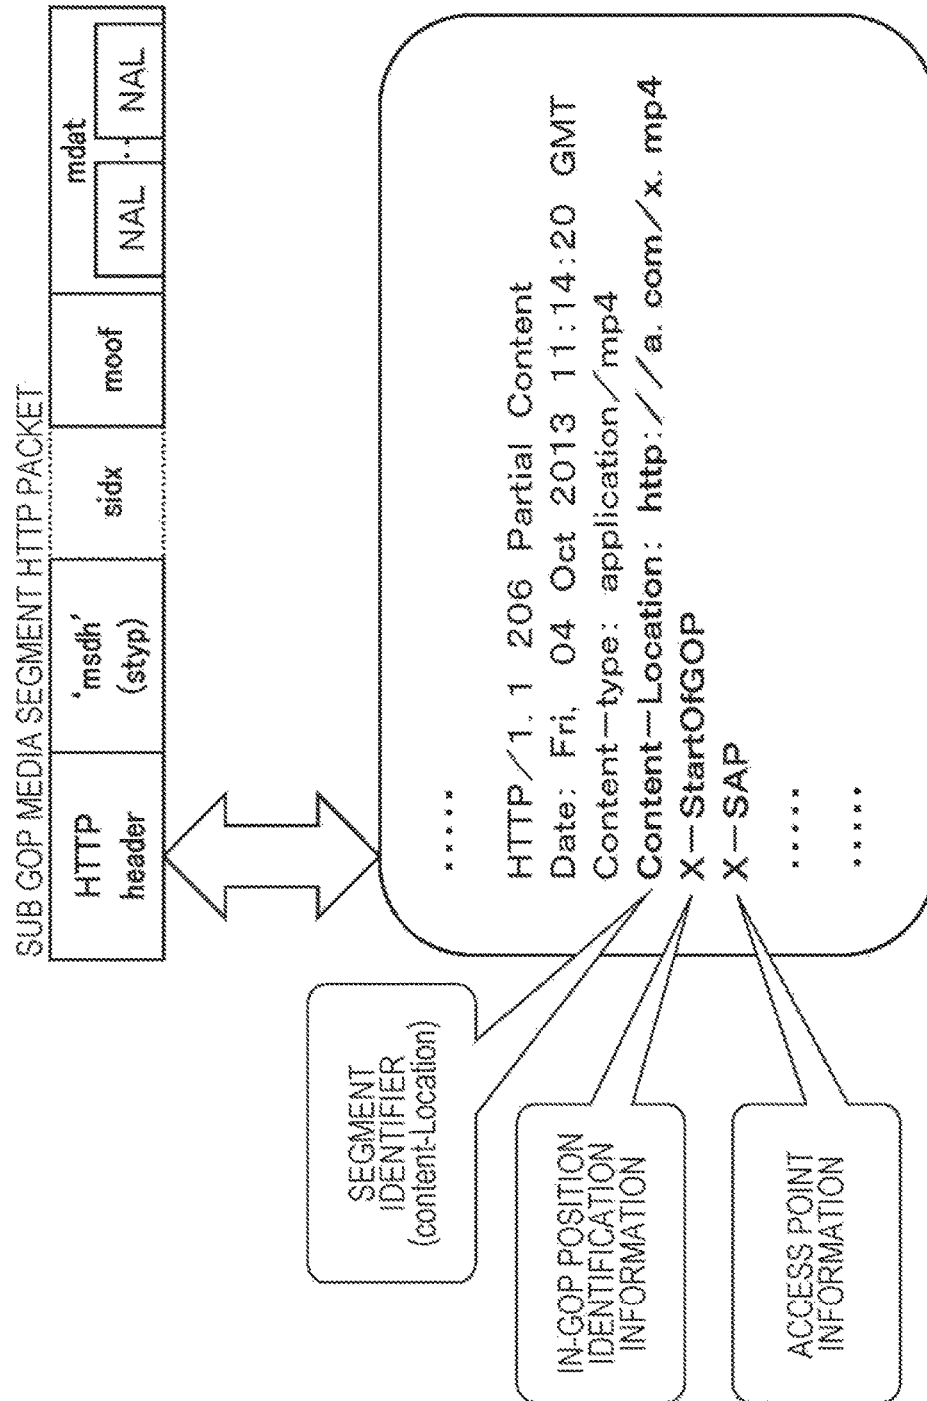 SUB GOP MEDIA SEGMENT HTTP PACKET
HTTP
header
'msdh'
(styp)
sidx
moof
mdat
NAL
..
NAL
.....
HTTP/1. 1 206 Partial Content
Date: Fri, 04 Oct 2013 11:14:20 GMT
Content-type: application/mp4
Content-Location: http://a. com/x. mp4
X-StartOfGOP
X-SAP
.....
.....
SEGMENT
IDENTIFIER
(content-Location)
IN-GOP POSITION
IDENTIFICATION
INFORMATION
ACCESS POINT
INFORMATION